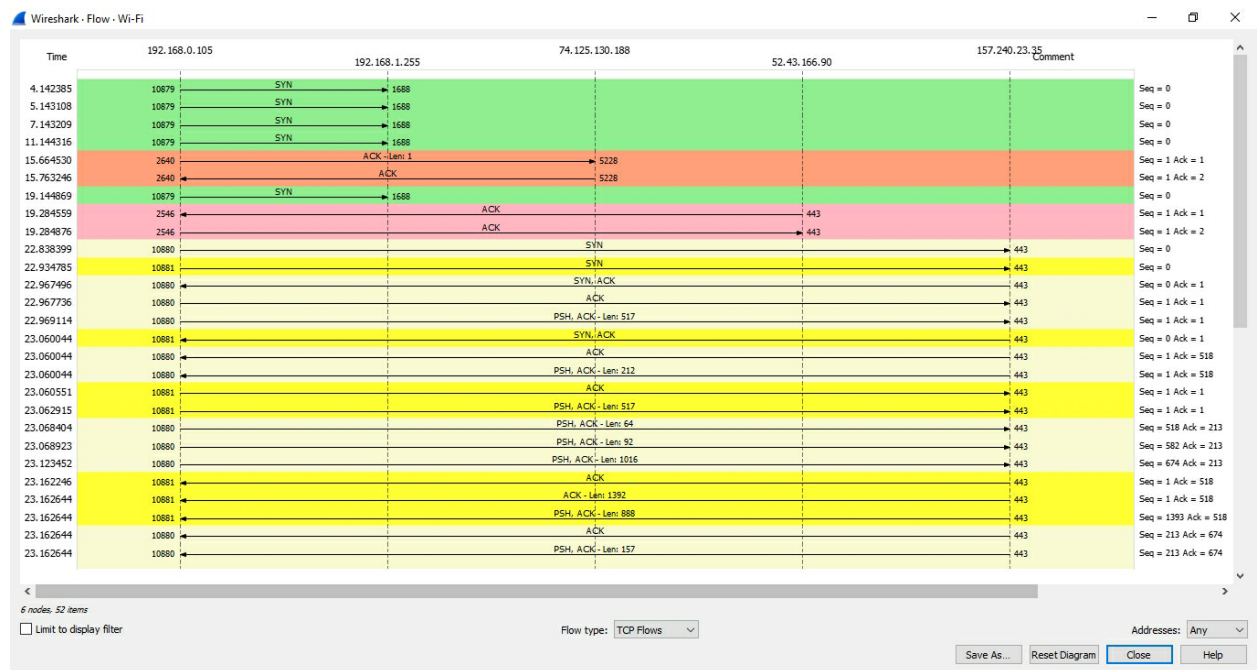 Wireshark · Flow · Wi-Fi
Time 192.168.0.105 192.168.1.255 74.125.130.188 52.43.166.90 157.240.23.35 Comment
4.142385 10879 SYN 1688 Seq = 0
5.143108 10879 SYN 1688 Seq = 0
7.143209 10879 SYN 1688 Seq = 0
11.144316 10879 SYN 1688 Seq = 0
15.664530 2640 ACK - Len: 1 5228 Seq = 1 Ack = 1
15.763246 2640 ACK 5228 Seq = 1 Ack = 2
19.144869 10879 SYN 1688 Seq = 0
19.284559 2546 ACK 443 Seq = 1 Ack = 1
19.284876 2546 ACK 443 Seq = 1 Ack = 2
22.838399 10880 SYN 443 Seq = 0
22.934785 10881 SYN 443 Seq = 0
22.967496 10880 SYN, ACK 443 Seq = 0 Ack = 1
22.967736 10880 ACK 443 Seq = 1 Ack = 1
22.969114 10880 PSH, ACK - Len: 517 443 Seq = 1 Ack = 1
23.060044 10881 SYN, ACK 443 Seq = 0 Ack = 1
23.060044 10880 ACK 443 Seq = 1 Ack = 518
23.060044 10880 PSH, ACK - Len: 212 443 Seq = 1 Ack = 518
23.060551 10881 ACK 443 Seq = 1 Ack = 1
23.062915 10881 PSH, ACK - Len: 517 443 Seq = 1 Ack = 1
23.068404 10880 PSH, ACK - Len: 64 443 Seq = 518 Ack = 213
23.068923 10880 PSH, ACK - Len: 92 443 Seq = 582 Ack = 213
23.123452 10880 PSH, ACK - Len: 1016 443 Seq = 674 Ack = 213
23.162246 10881 ACK 443 Seq = 1 Ack = 518
23.162644 10881 ACK - Len: 1392 443 Seq = 1 Ack = 518
23.162644 10881 PSH, ACK - Len: 888 443 Seq = 1393 Ack = 518
23.162644 10880 ACK 443 Seq = 213 Ack = 674
23.162644 10880 PSH, ACK - Len: 157 443 Seq = 213 Ack = 674
6 nodes, 52 items
Limit to display filter Flow type: TCP Flows Addresses: Any
Save As... Reset Diagram Close Help